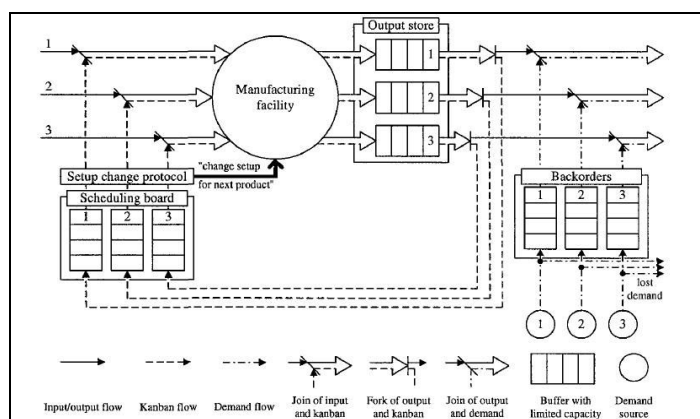 Output store
1
1
2
2
Manufacturing
facility
3
3
"change setup
for next product"
Setup change protocol
Scheduling board
1 2 3
Backorders
1 2 3
lost
demand
1 2 3
Input/output flow
Kanban flow
Demand flow
Join of input
and kanban
Fork of output
and kanban
Join of output
and demand
Buffer with
limited capacity
Demand
source